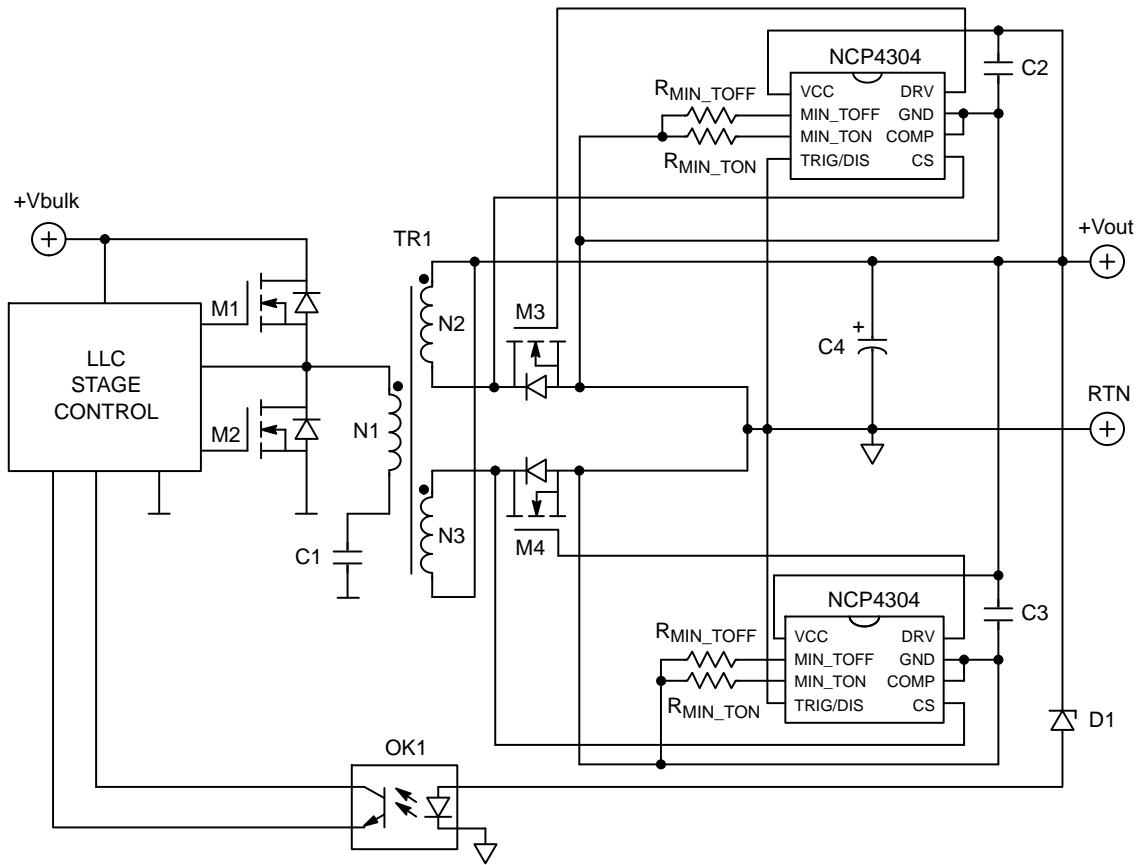 NCP4304
C2
RMIN_TOFF
VCC DRV
MIN_TOFF GND
MIN_TON COMP
TRIG/DIS CS
RMIN_TON
+Vbulk
TR1
+Vout
M1
N2
M3
C4
+
LLC
STAGE
CONTROL
RTN
M2
N1
N3
M4
C1
NCP4304
C3
RMIN_TOFF
VCC DRV
MIN_TOFF GND
MIN_TON COMP
TRIG/DIS CS
RMIN_TON
D1
OK1